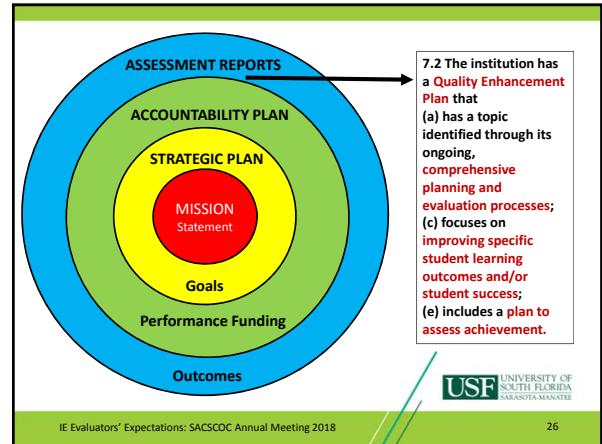 ASSESSMENT REPORTS
ACCOUNTABILITY PLAN
STRATEGIC PLAN
MISSION
Statement
Goals
Performance Funding
Outcomes
7.2 The institution has
a Quality Enhancement
Plan that
(a) has a topic
identified through its
ongoing,
comprehensive
planning and
evaluation processes;
(c) focuses on
improving specific
student learning
outcomes and/or
student success;
(e) includes a plan to
assess achievement.
USF UNIVERSITY OF
SOUTH FLORIDA
SARASOTA-MANATEE
IE Evaluators' Expectations: SACSCOC Annual Meeting 2018
26